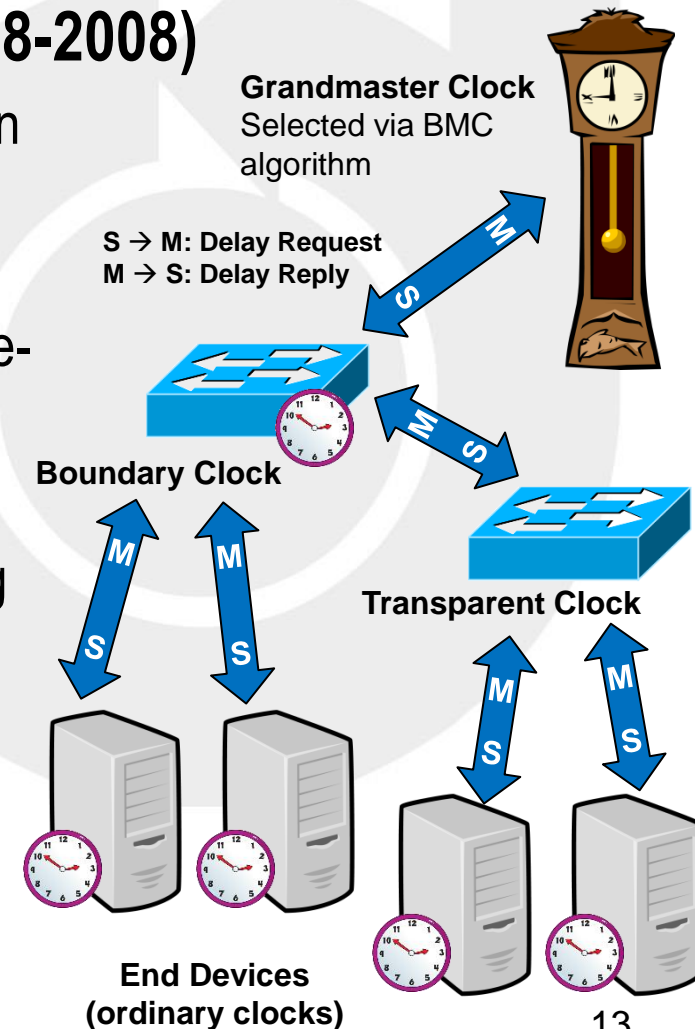 8-2008)
n
Grandmaster Clock
Selected via BMC
algorithm
S → M: Delay Request
M → S: Delay Reply
M
S
e-
M
S
Boundary Clock
g
Transparent Clock
M
S
M
S
M
S
M
S
End Devices
(ordinary clocks)
13